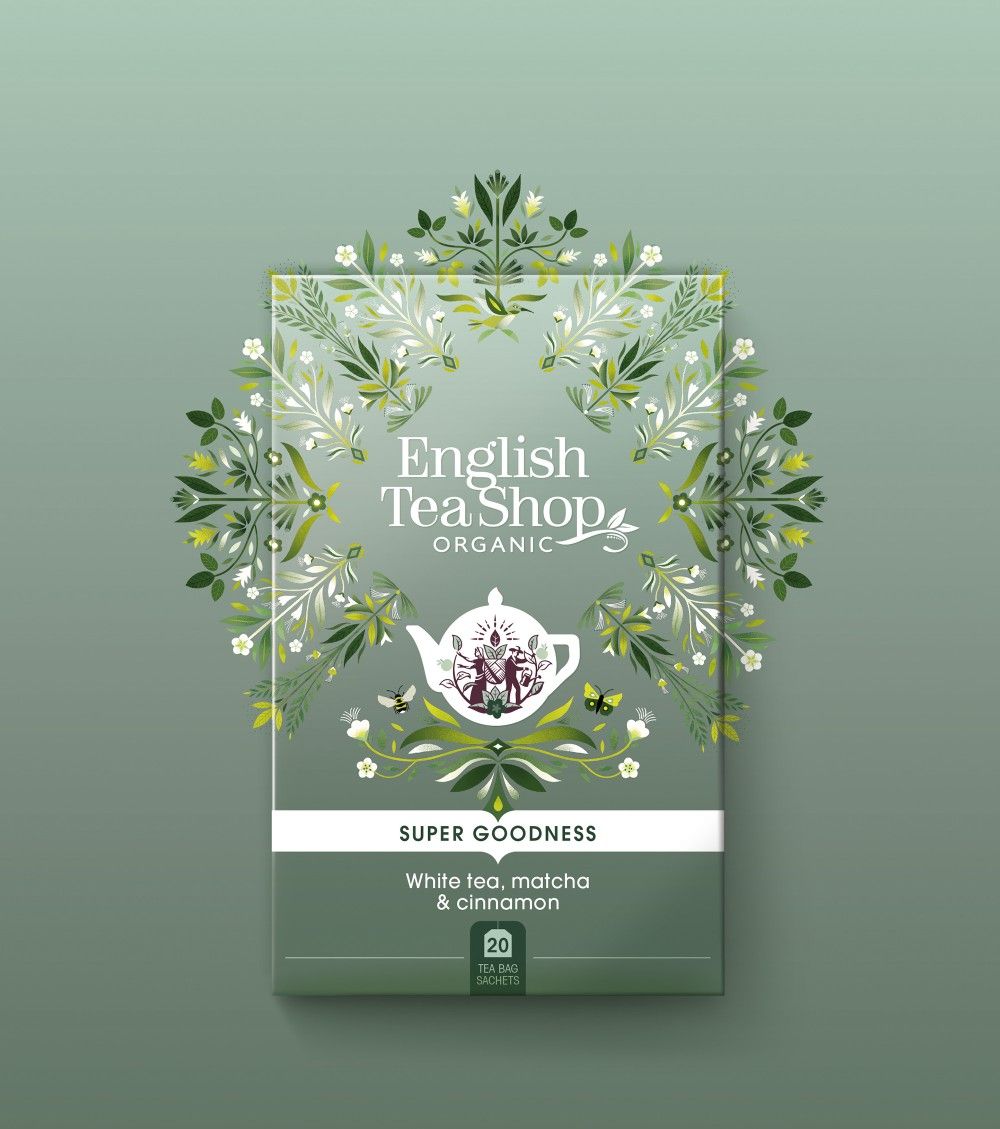 English
Tea Shop
ORGANIC
SUPER GOODNESS
White tea, matcha
& cinnamon
20
TEA BAG
SACHETS